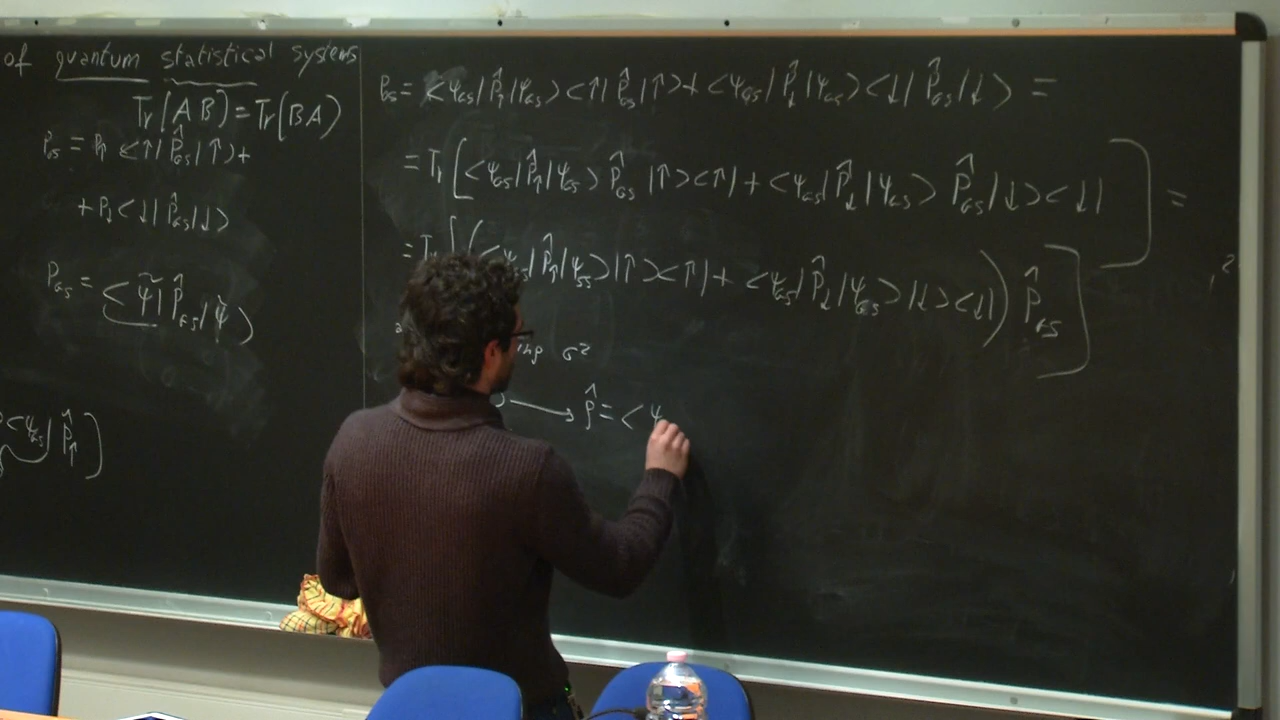 of quantum statistical systems
Tr[AB)=Tr(BA)
P_GS = P↑ <↑|P̂_GS|↑)+
+P↓<↓|P̂_GS|↓)
P_GS = <ψ̃|P̂_GS|ψ̃)
<ψ_GS|P̂↑)
P_GS = <ψ_GS|P̂↑|ψ_GS><↑|P̂_GS|↑)+<ψ_GS|P̂↓|ψ_GS><↓|P̂_GS|↓> =
=Tr[<ψ_GS|P̂↑|ψ_GS> P̂_GS |↑><↑|+<ψ_GS|P̂↓|ψ_GS> P̂_GS|↓><↓|] =
=T [(<ψ_GS|P̂↑|ψ_GS>|↑><↑|+ <ψ_GS|P̂↓|ψ_GS>|↓><↓|) P̂_GS]
σ²
→ ρ̂=<ψ